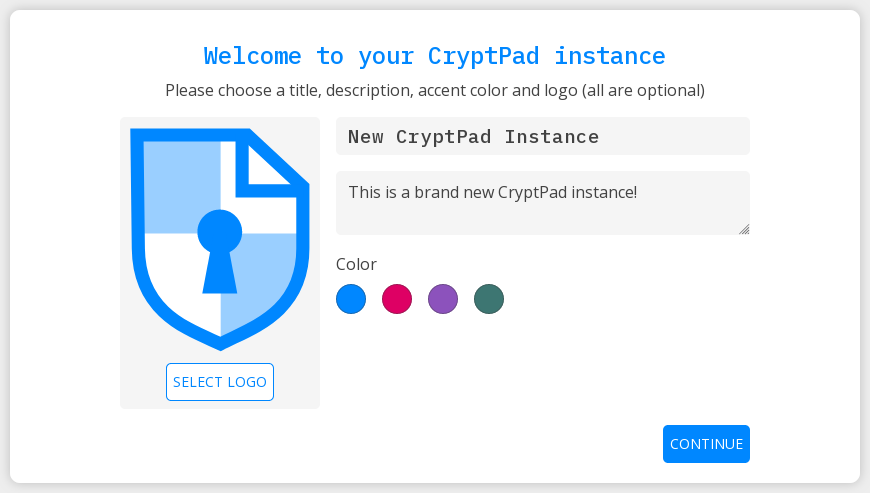 Welcome to your CryptPad instance
Please choose a title, description, accent color and logo (all are optional)
New CryptPad Instance
This is a brand new CryptPad instance!
Color
SELECT LOGO
CONTINUE